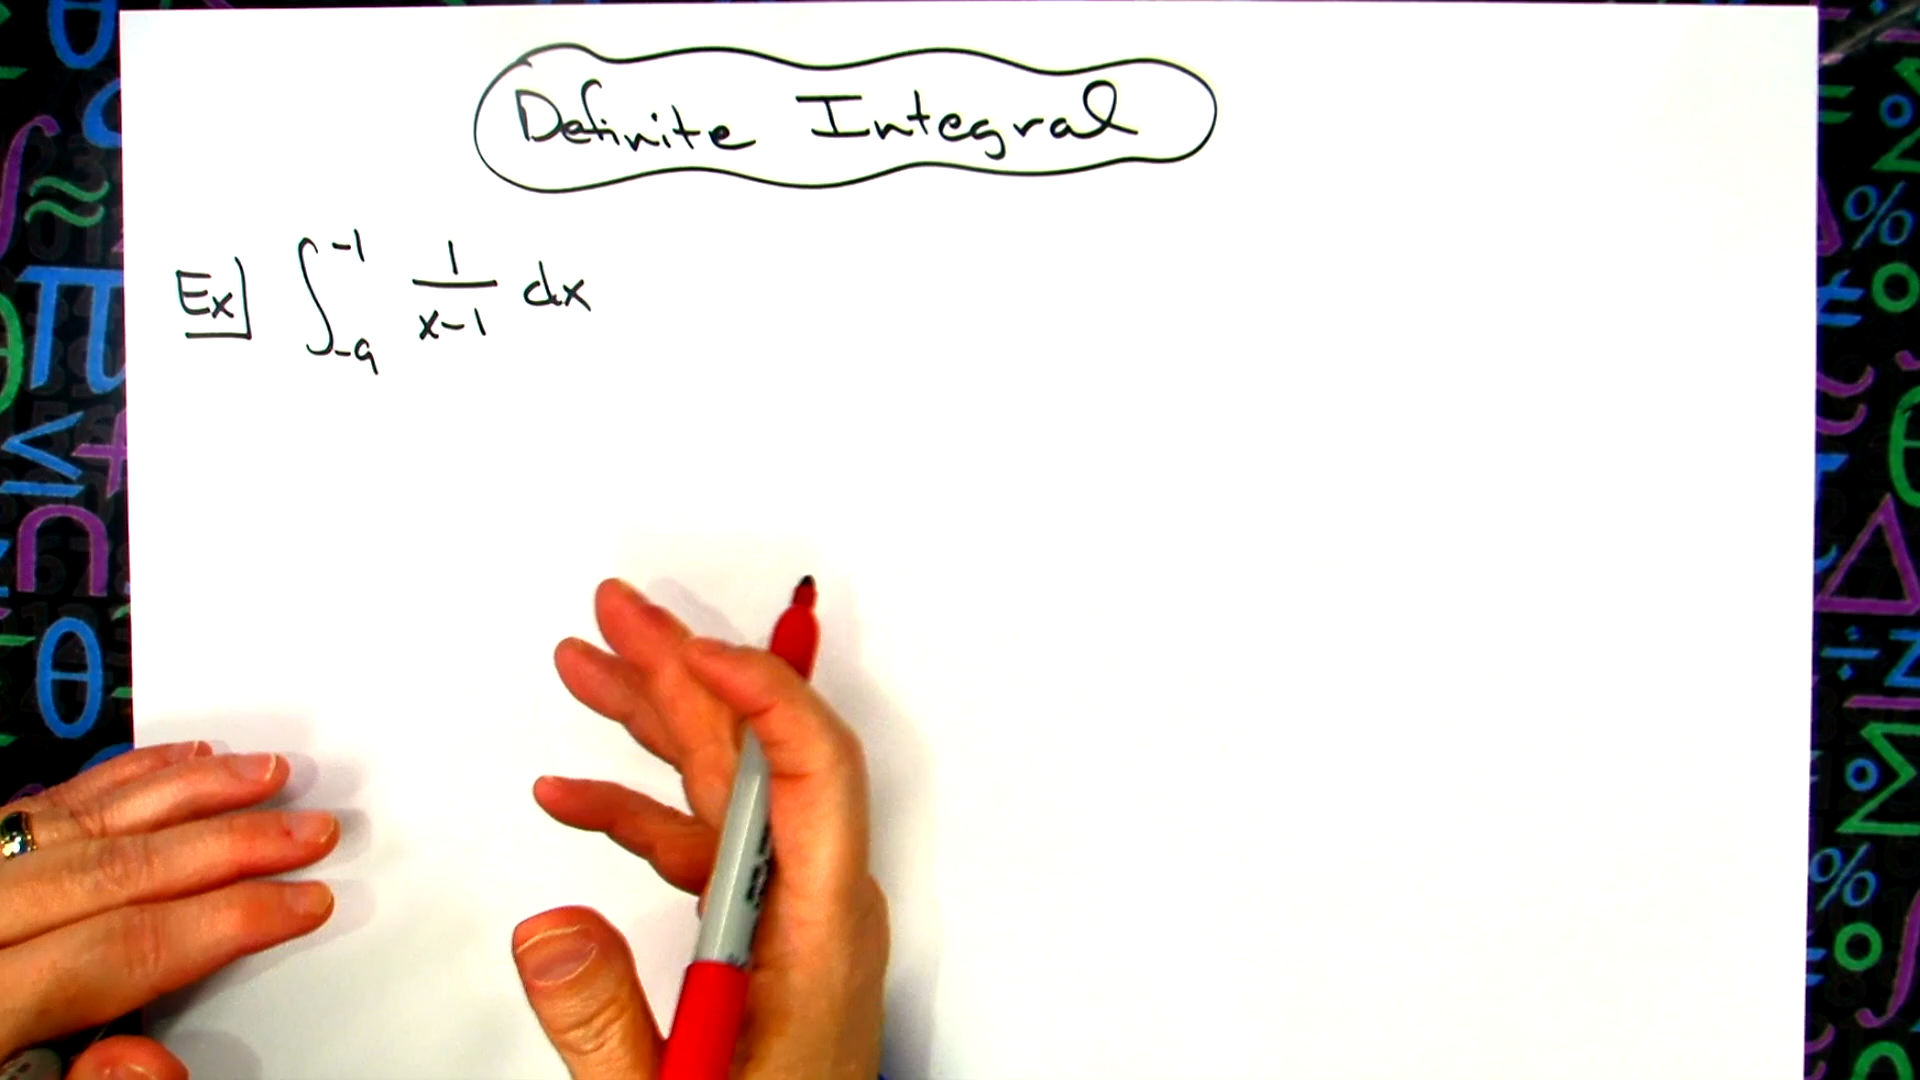 Definite Integral
Ex] ∫_{-9}^{-1} 1/(x-1) dx